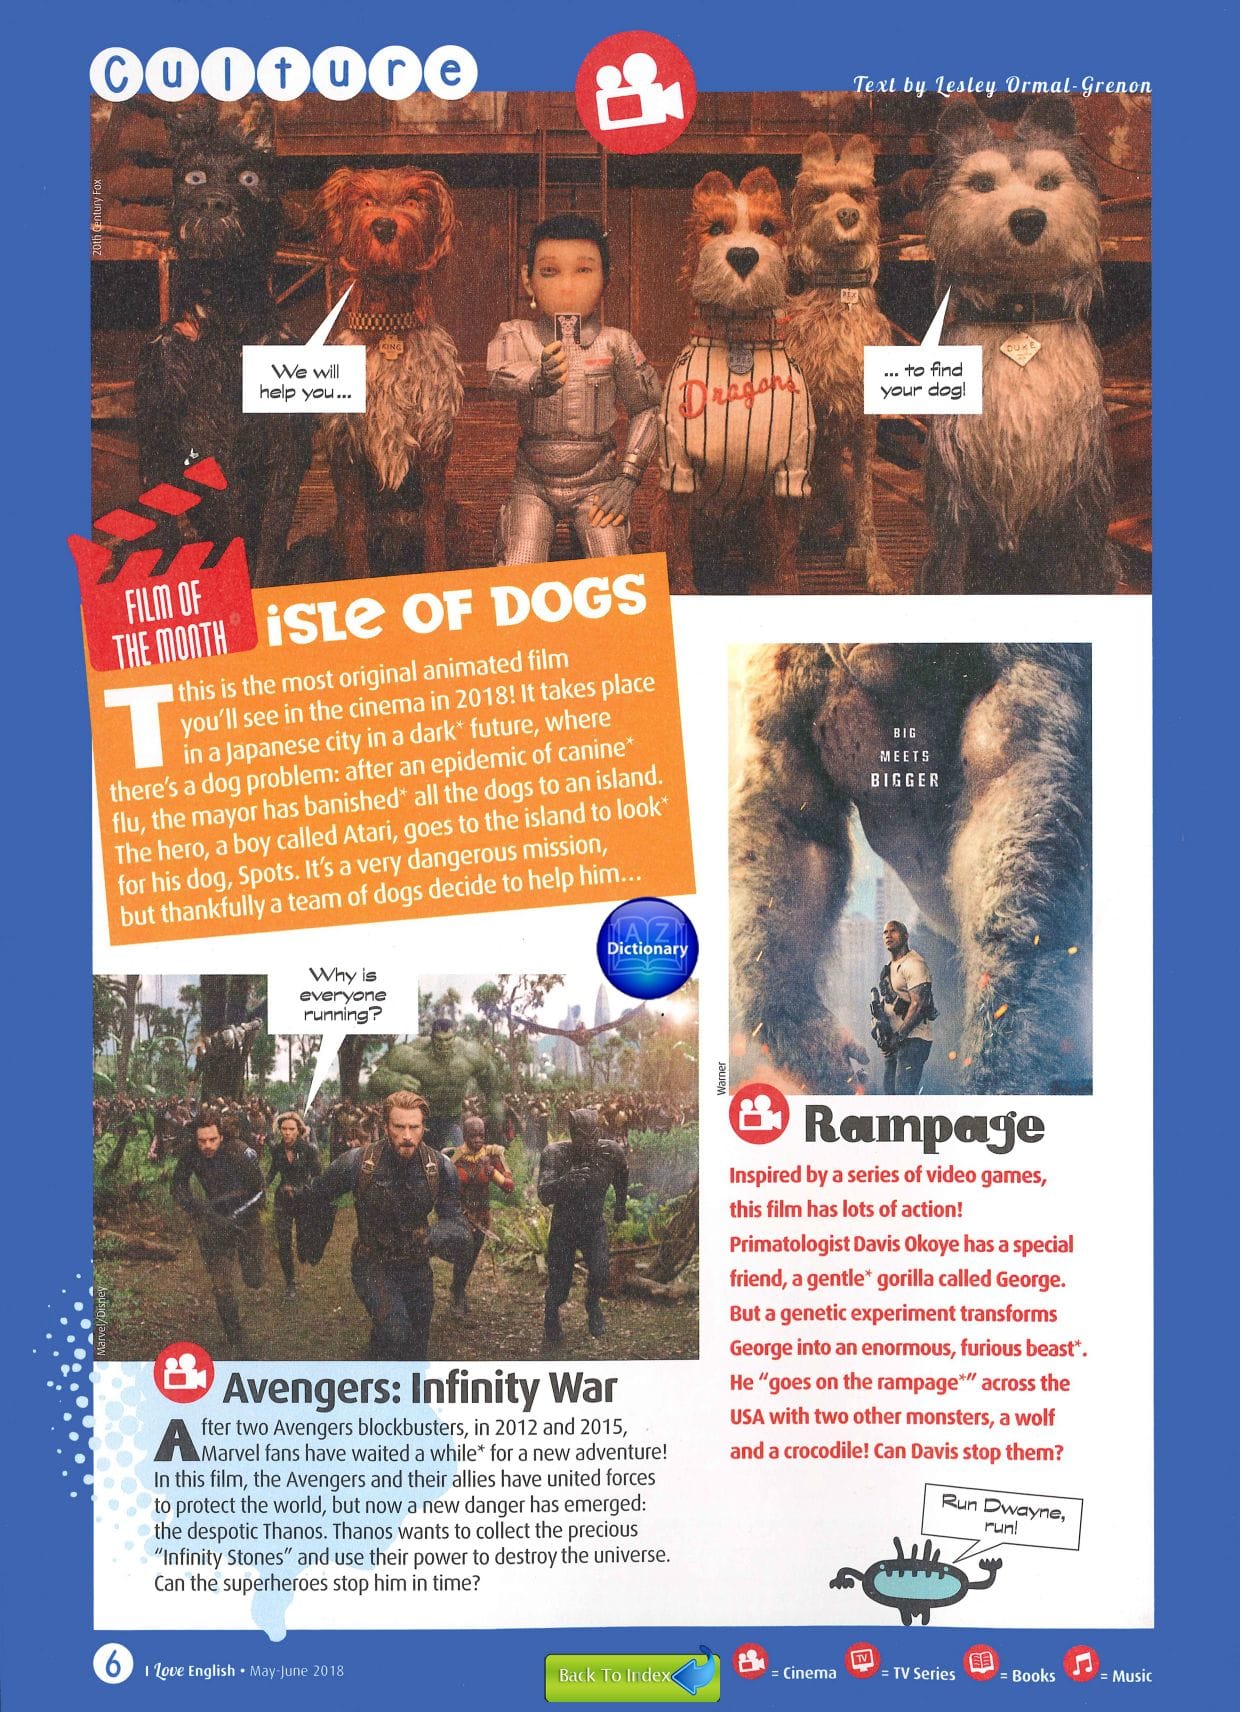 Culture
Text by Lesley Ormal-Grenon
20th Century Fox
We will
help you...
... to find
your dog!
KING
REX
DUKE
Dragons
FILM OF
THE MONTH
iSLe OF DOGS
This is the most original animated film
you'll see in the cinema in 2018! It takes place
in a Japanese city in a dark* future, where
there's a dog problem: after an epidemic of canine*
flu, the mayor has banished* all the dogs to an island.
The hero, a boy called Atari, goes to the island to look*
for his dog, Spots. It's a very dangerous mission,
but thankfully a team of dogs decide to help him...
A Z
Dictionary
BIG
MEETS
BIGGER
Warner
Rampage
Inspired by a series of video games,
this film has lots of action!
Primatologist Davis Okoye has a special
friend, a gentle* gorilla called George.
But a genetic experiment transforms
George into an enormous, furious beast*.
He “goes on the rampage*” across the
USA with two other monsters, a wolf
and a crocodile! Can Davis stop them?
Run Dwayne,
run!
Why is
everyone
running?
Marvel/Disney
Avengers: Infinity War
After two Avengers blockbusters, in 2012 and 2015,
Marvel fans have waited a while* for a new adventure!
In this film, the Avengers and their allies have united forces
to protect the world, but now a new danger has emerged:
the despotic Thanos. Thanos wants to collect the precious
“Infinity Stones” and use their power to destroy the universe.
Can the superheroes stop him in time?
6 I Love English • May-June 2018
Back To Index
= Cinema
TV = TV Series
= Books
= Music